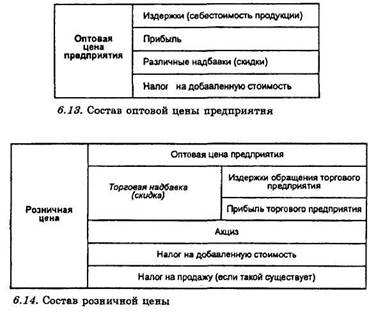 Оптовая
цена
предприятия
Издержки (себестоимость продукции)
Прибыль
Различные надбавки (скидки)
Налог на добавленную стоимость
6.13. Состав оптовой цены предприятия
Розничная
цена
Оптовая цена предприятия
Торговая надбавка
(скидка)
Издержки обращения торгового
предприятия
Прибыль торгового предприятия
Акциз
Налог на добавленную стоимость
Налог на продажу (если такой существует)
6.14. Состав розничной цены